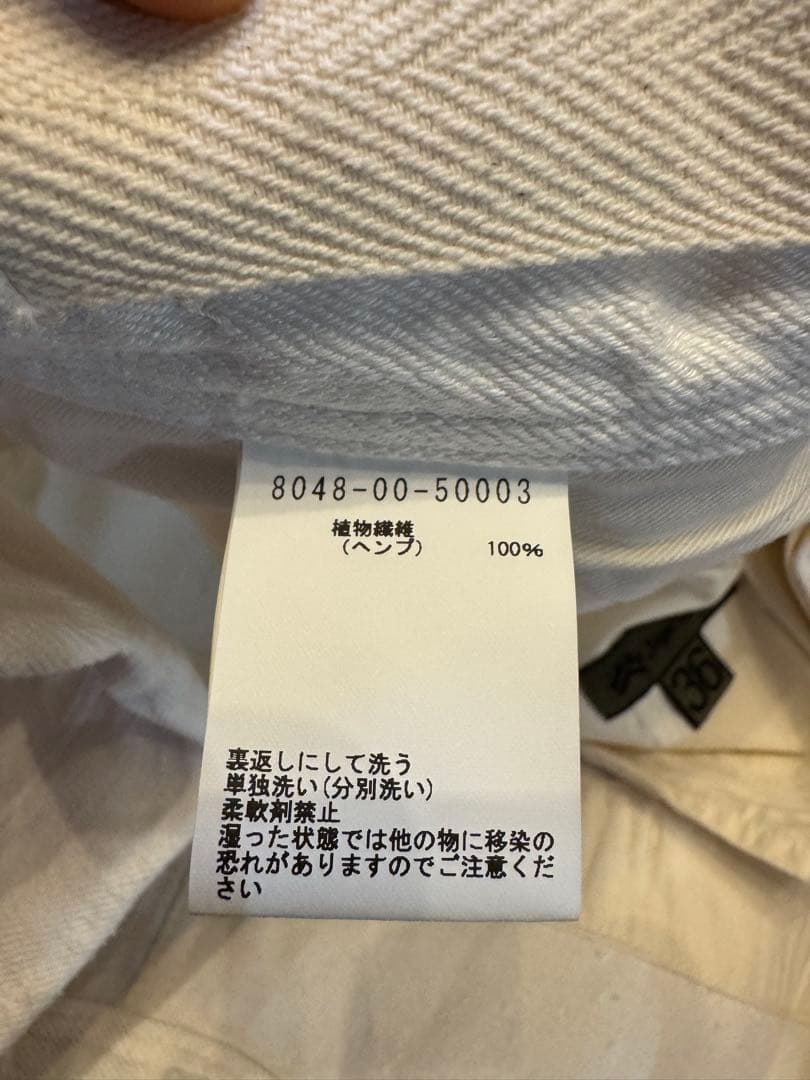 8048-00-50003
植物繊維
(ヘンプ) 100%
裏返しにして洗う
単独洗い(分別洗い)
柔軟剤禁止
湿った状態では他の物に移染の
恐れがありますのでご注意くだ
さい
36